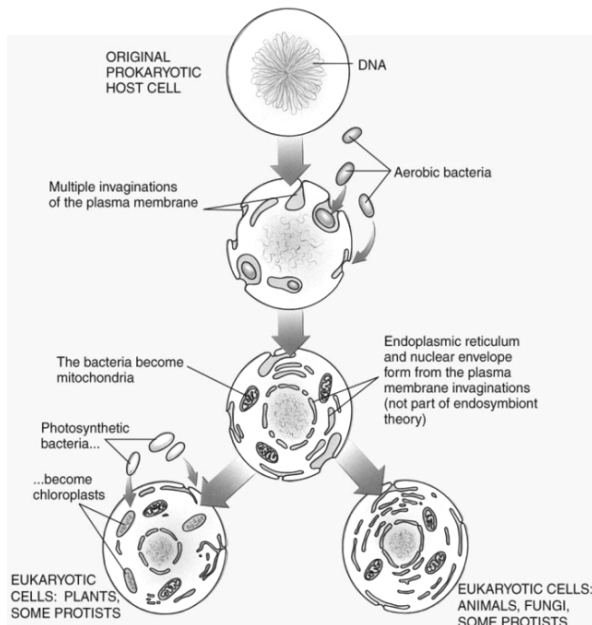 ORIGINAL
PROKARYOTIC
HOST CELL
DNA
Aerobic bacteria
Multiple invaginations
of the plasma membrane
Endoplasmic reticulum
and nuclear envelope
form from the plasma
membrane invaginations
(not part of endosymbiont
theory)
The bacteria become
mitochondria
Photosynthetic
bacteria...
...become
chloroplasts
EUKARYOTIC
CELLS: PLANTS,
SOME PROTISTS
EUKARYOTIC CELLS:
ANIMALS, FUNGI,
SOME PROTISTS